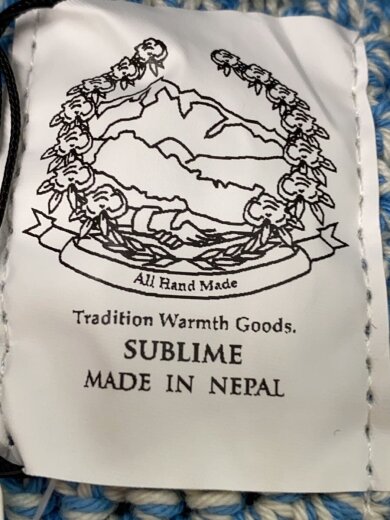 All Hand Made
Tradition Warmth Goods.
SUBLIME
MADE IN NEPAL